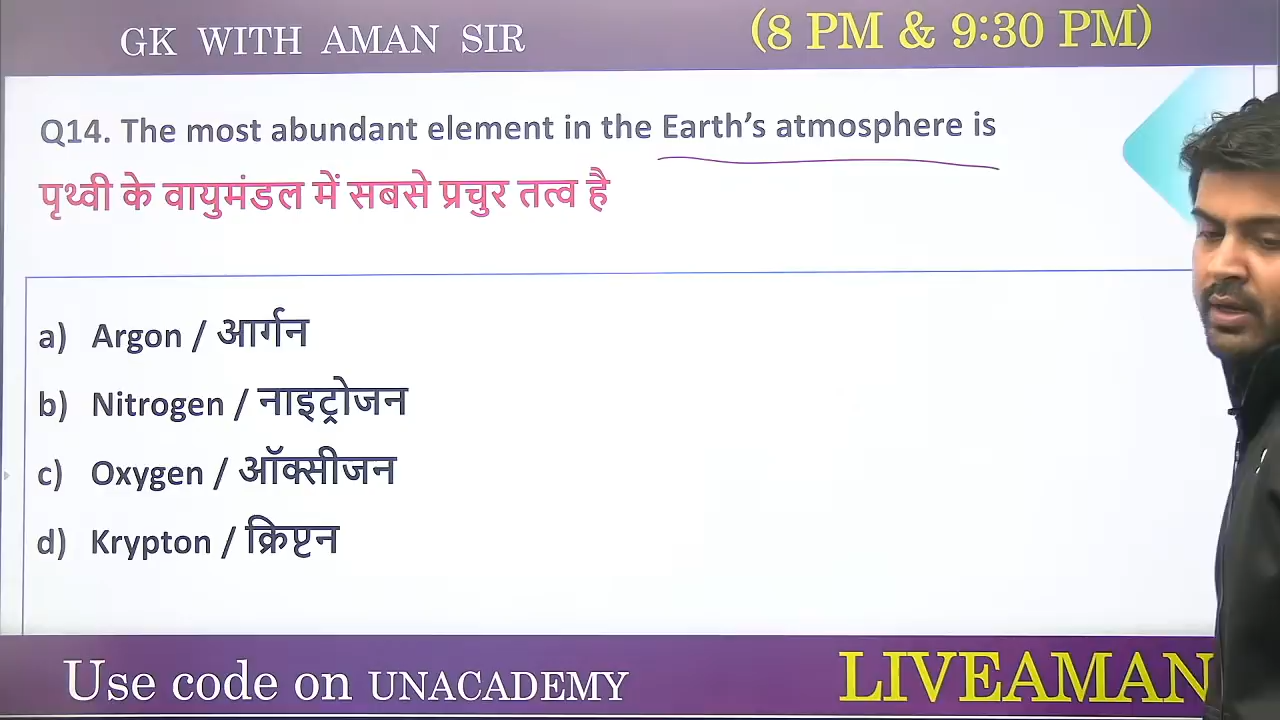 GK WITH AMAN SIR
(8 PM & 9:30 PM)
Q14. The most abundant element in the Earth's atmosphere is
पृथ्वी के वायुमंडल में सबसे प्रचुर तत्व है
a) Argon / आर्गन
b) Nitrogen / नाइट्रोजन
c) Oxygen / ऑक्सीजन
d) Krypton / क्रिप्टन
Use code on UNACADEMY
LIVEAMAN